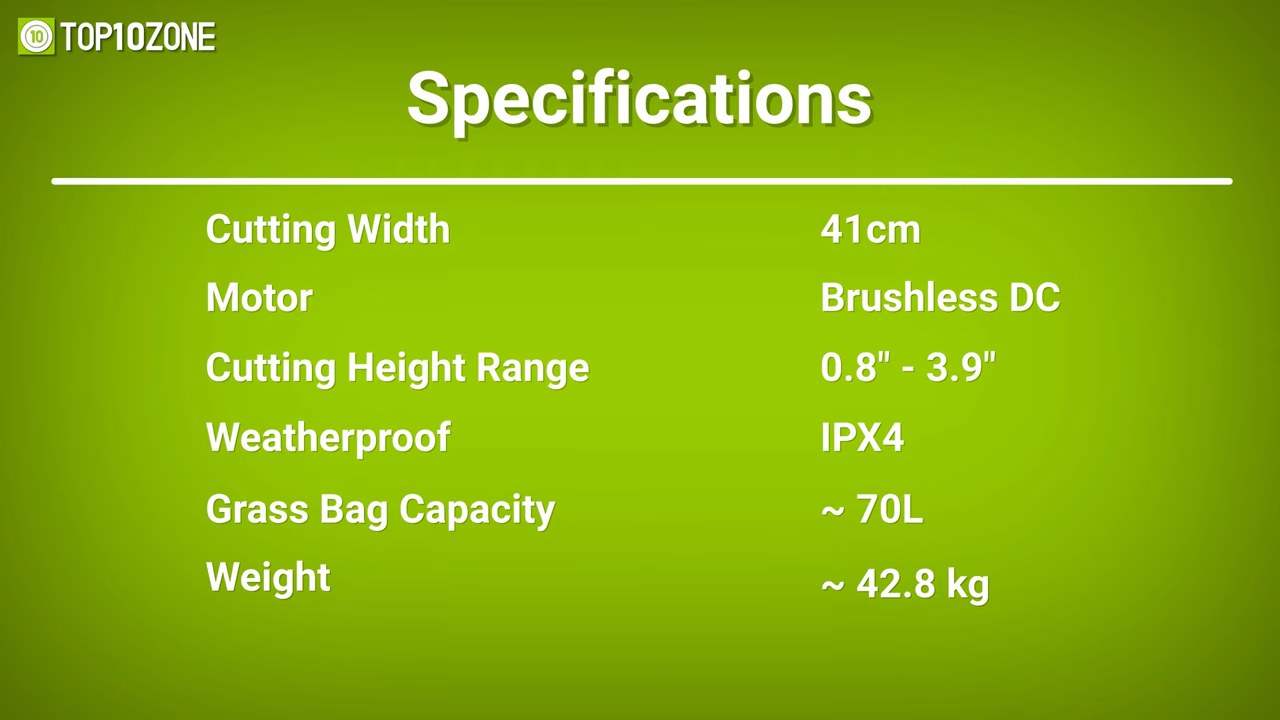 10 TOP10ZONE
Specifications
Cutting Width 41cm
Motor Brushless DC
Cutting Height Range 0.8" - 3.9"
Weatherproof IPX4
Grass Bag Capacity ~ 70L
Weight ~ 42.8 kg